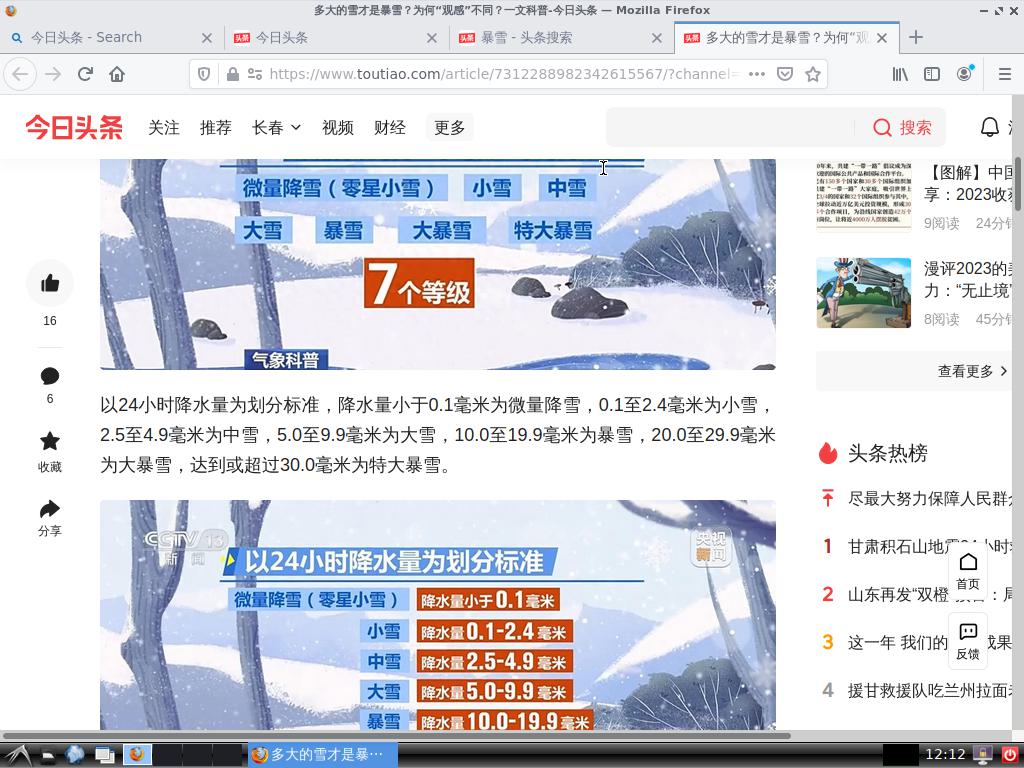 多大的雪才是暴雪？为何“观感”不同？一文科普-今日头条 — Mozilla Firefox
今日头条 - Search
今日头条
暴雪 - 头条搜索
多大的雪才是暴雪？为何“观
https://www.toutiao.com/article/7312288982342615567/?channel=
今日头条
关注
推荐
长春
视频
财经
更多
搜索
微量降雪（零星小雪）
小雪
中雪
大雪
暴雪
大暴雪
特大暴雪
7个等级
气象科普
16
6
收藏
分享
以24小时降水量为划分标准，降水量小于0.1毫米为微量降雪，0.1至2.4毫米为小雪，
2.5至4.9毫米为中雪，5.0至9.9毫米为大雪，10.0至19.9毫米为暴雪，20.0至29.9毫米
为大暴雪，达到或超过30.0毫米为特大暴雪。
CCTV 13
新闻
央视
新闻
以24小时降水量为划分标准
微量降雪（零星小雪） 降水量小于0.1毫米
小雪 降水量0.1-2.4毫米
中雪 降水量2.5-4.9毫米
大雪 降水量5.0-9.9毫米
暴雪 降水量10.0-19.9毫米
【图解】中国
享：2023收
9阅读 24分
漫评2023的美
力：“无止境”
8阅读 45分
查看更多
头条热榜
尽最大努力保障人民群
1 甘肃积石山地
2 山东再发“双橙
3 这一年 我们的
4 援甘救援队吃兰州拉面
首页
反馈
多大的雪才是暴…
12:12